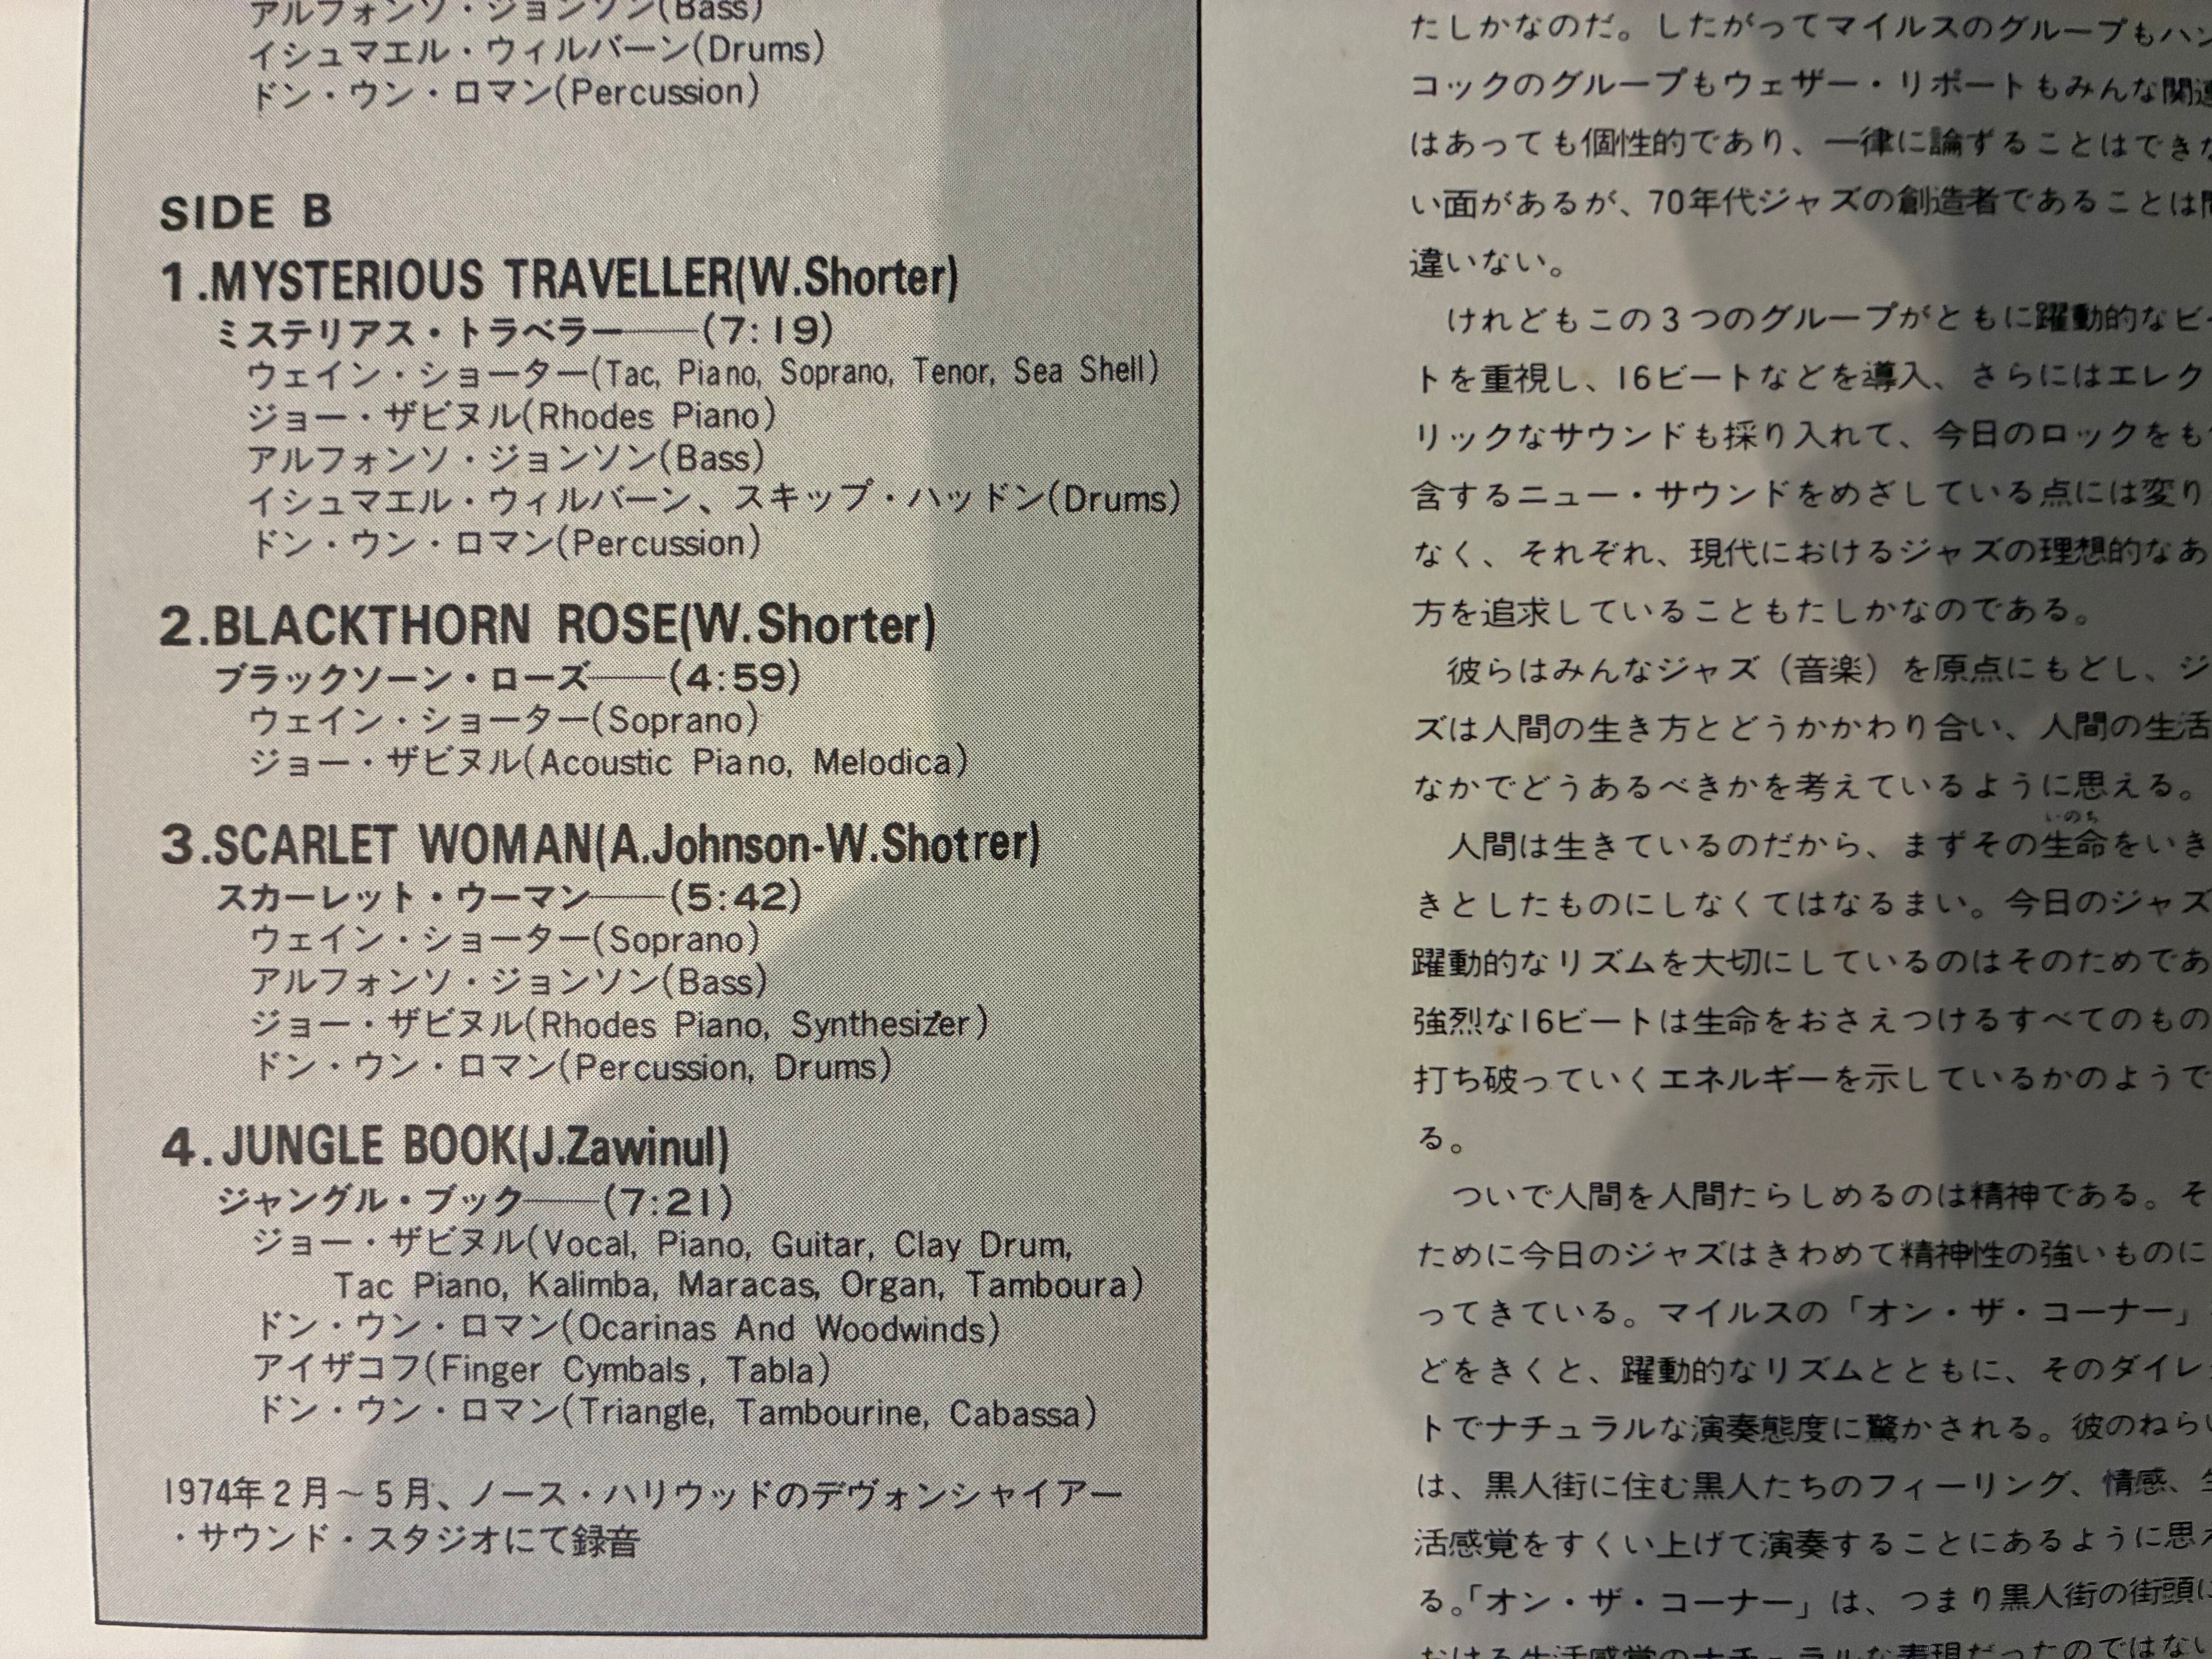 アルフォンソ・ジョンソン(Bass)
イシュマエル・ウィルバーン(Drums)
ドン・ウン・ロマン(Percussion)
SIDE B
1.MYSTERIOUS TRAVELLER(W.Shorter)
ミステリアス・トラベラー——(7:19)
ウェイン・ショーター(Tac, Piano, Soprano, Tenor, Sea Shell)
ジョー・ザビヌル(Rhodes Piano)
アルフォンソ・ジョンソン(Bass)
イシュマエル・ウィルバーン、スキップ・ハッドン(Drums)
ドン・ウン・ロマン(Percussion)
2.BLACKTHORN ROSE(W.Shorter)
ブラックソーン・ローズ——(4:59)
ウェイン・ショーター(Soprano)
ジョー・ザビヌル(Acoustic Piano, Melodica)
3.SCARLET WOMAN(A.Johnson-W.Shotrer)
スカーレット・ウーマン——(5:42)
ウェイン・ショーター(Soprano)
アルフォンソ・ジョンソン(Bass)
ジョー・ザビヌル(Rhodes Piano, Synthesizer)
ドン・ウン・ロマン(Percussion, Drums)
4.JUNGLE BOOK(J.Zawinul)
ジャングル・ブック——(7:21)
ジョー・ザビヌル(Vocal, Piano, Guitar, Clay Drum,
Tac Piano, Kalimba, Maracas, Organ, Tamboura)
ドン・ウン・ロマン(Ocarinas And Woodwinds)
アイザコフ(Finger Cymbals, Tabla)
ドン・ウン・ロマン(Triangle, Tambourine, Cabassa)
1974年2月～5月、ノース・ハリウッドのデヴォンシャイアー
・サウンド・スタジオにて録音
たしかなのだ。したがってマイルスのグループもハン
コックのグループもウェザー・リポートもみんな関連
はあっても個性的であり、一律に論ずることはできな
い面があるが、70年代ジャズの創造者であることは間
違いない。
けれどもこの3つのグループがともに躍動的なビー
トを重視し、16ビートなどを導入、さらにはエレクト
リックなサウンドも採り入れて、今日のロックをも
含するニュー・サウンドをめざしている点には変り
なく、それぞれ、現代におけるジャズの理想的なあ
方を追求していることもたしかなのである。
彼らはみんなジャズ（音楽）を原点にもどし、ジ
ズは人間の生き方とどうかかわり合い、人間の生活
なかでどうあるべきかを考えているように思える。
いのち
人間は生きているのだから、まずその生命をいき
きとしたものにしなくてはなるまい。今日のジャズ
躍動的なリズムを大切にしているのはそのためであ
強烈な16ビートは生命をおさえつけるすべてのもの
打ち破っていくエネルギーを示しているかのようで
る。
ついで人間を人間たらしめるのは精神である。そ
ために今日のジャズはきわめて精神性の強いものに
ってきている。マイルスの「オン・ザ・コーナー」
どをきくと、躍動的なリズムとともに、そのダイレ
トでナチュラルな演奏態度に驚かされる。彼のねらい
は、黒人街に住む黒人たちのフィーリング、情感、生
活感覚をすくい上げて演奏することにあるように思え
る。「オン・ザ・コーナー」は、つまり黒人街の街頭に
おける生活感覚のナチュラルな表現だったのではない